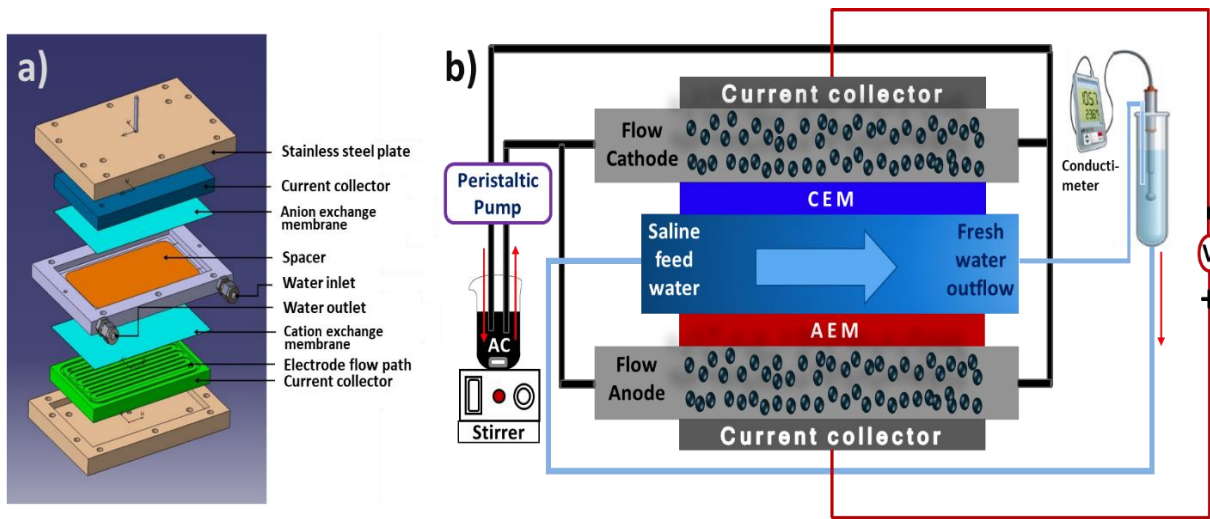 a)
Stainless steel plate
Current collector
Anion exchange
membrane
Spacer
Water inlet
Water outlet
Cation exchange
membrane
Electrode flow path
Current collector
b)
Peristaltic
Pump
AC
Stirrer
Current collector
Flow
Cathode
CEM
Saline
feed
water
Fresh
water
outflow
AEM
Flow
Anode
Current collector
Conducti-
meter
V
+